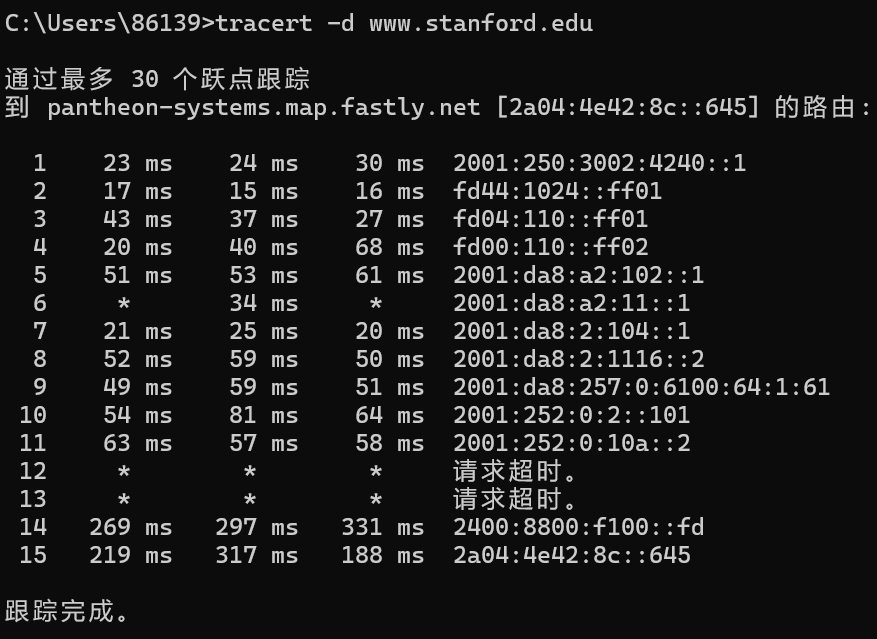 C:\Users\86139>tracert -d www.stanford.edu
通过最多 30 个跃点跟踪
到 pantheon-systems.map.fastly.net [2a04:4e42:8c::645] 的路由:
1 23 ms 24 ms 30 ms 2001:250:3002:4240::1
2 17 ms 15 ms 16 ms fd44:1024::ff01
3 43 ms 37 ms 27 ms fd04:110::ff01
4 20 ms 40 ms 68 ms fd00:110::ff02
5 51 ms 53 ms 61 ms 2001:da8:a2:102::1
6 * 34 ms * 2001:da8:a2:11::1
7 21 ms 25 ms 20 ms 2001:da8:2:104::1
8 52 ms 59 ms 50 ms 2001:da8:2:1116::2
9 49 ms 59 ms 51 ms 2001:da8:257:0:6100:64:1:61
10 54 ms 81 ms 64 ms 2001:252:0:2::101
11 63 ms 57 ms 58 ms 2001:252:0:10a::2
12 * * * 请求超时。
13 * * * 请求超时。
14 269 ms 297 ms 331 ms 2400:8800:f100::fd
15 219 ms 317 ms 188 ms 2a04:4e42:8c::645
跟踪完成。